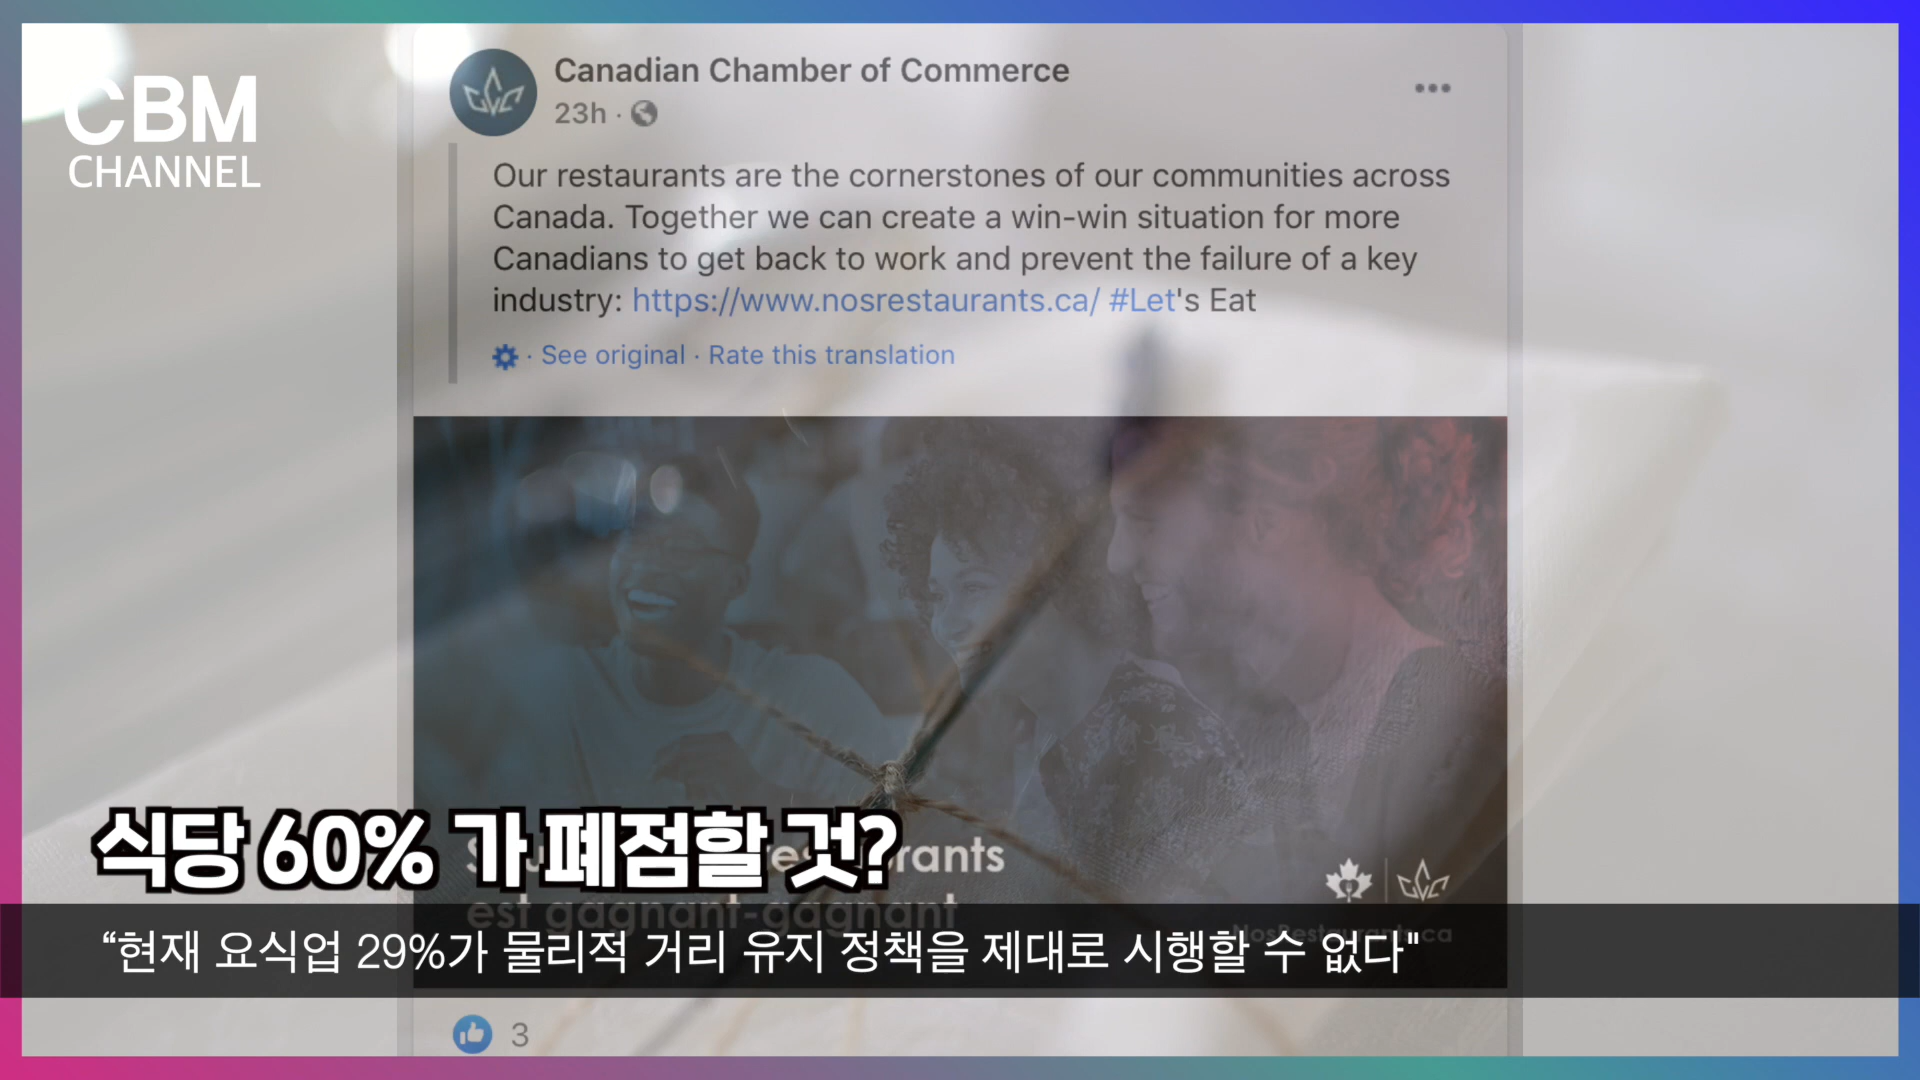 CBM
CHANNEL
Canadian Chamber of Commerce
23h ·
Our restaurants are the cornerstones of our communities across
Canada. Together we can create a win-win situation for more
Canadians to get back to work and prevent the failure of a key
industry: https://www.nosrestaurants.ca/ #Let's Eat
· See original · Rate this translation
식당 60% 가 폐점할 것?
est gagnant-gagnant
NosRestaurants.ca
“현재 요식업 29%가 물리적 거리 유지 정책을 제대로 시행할 수 없다"
3